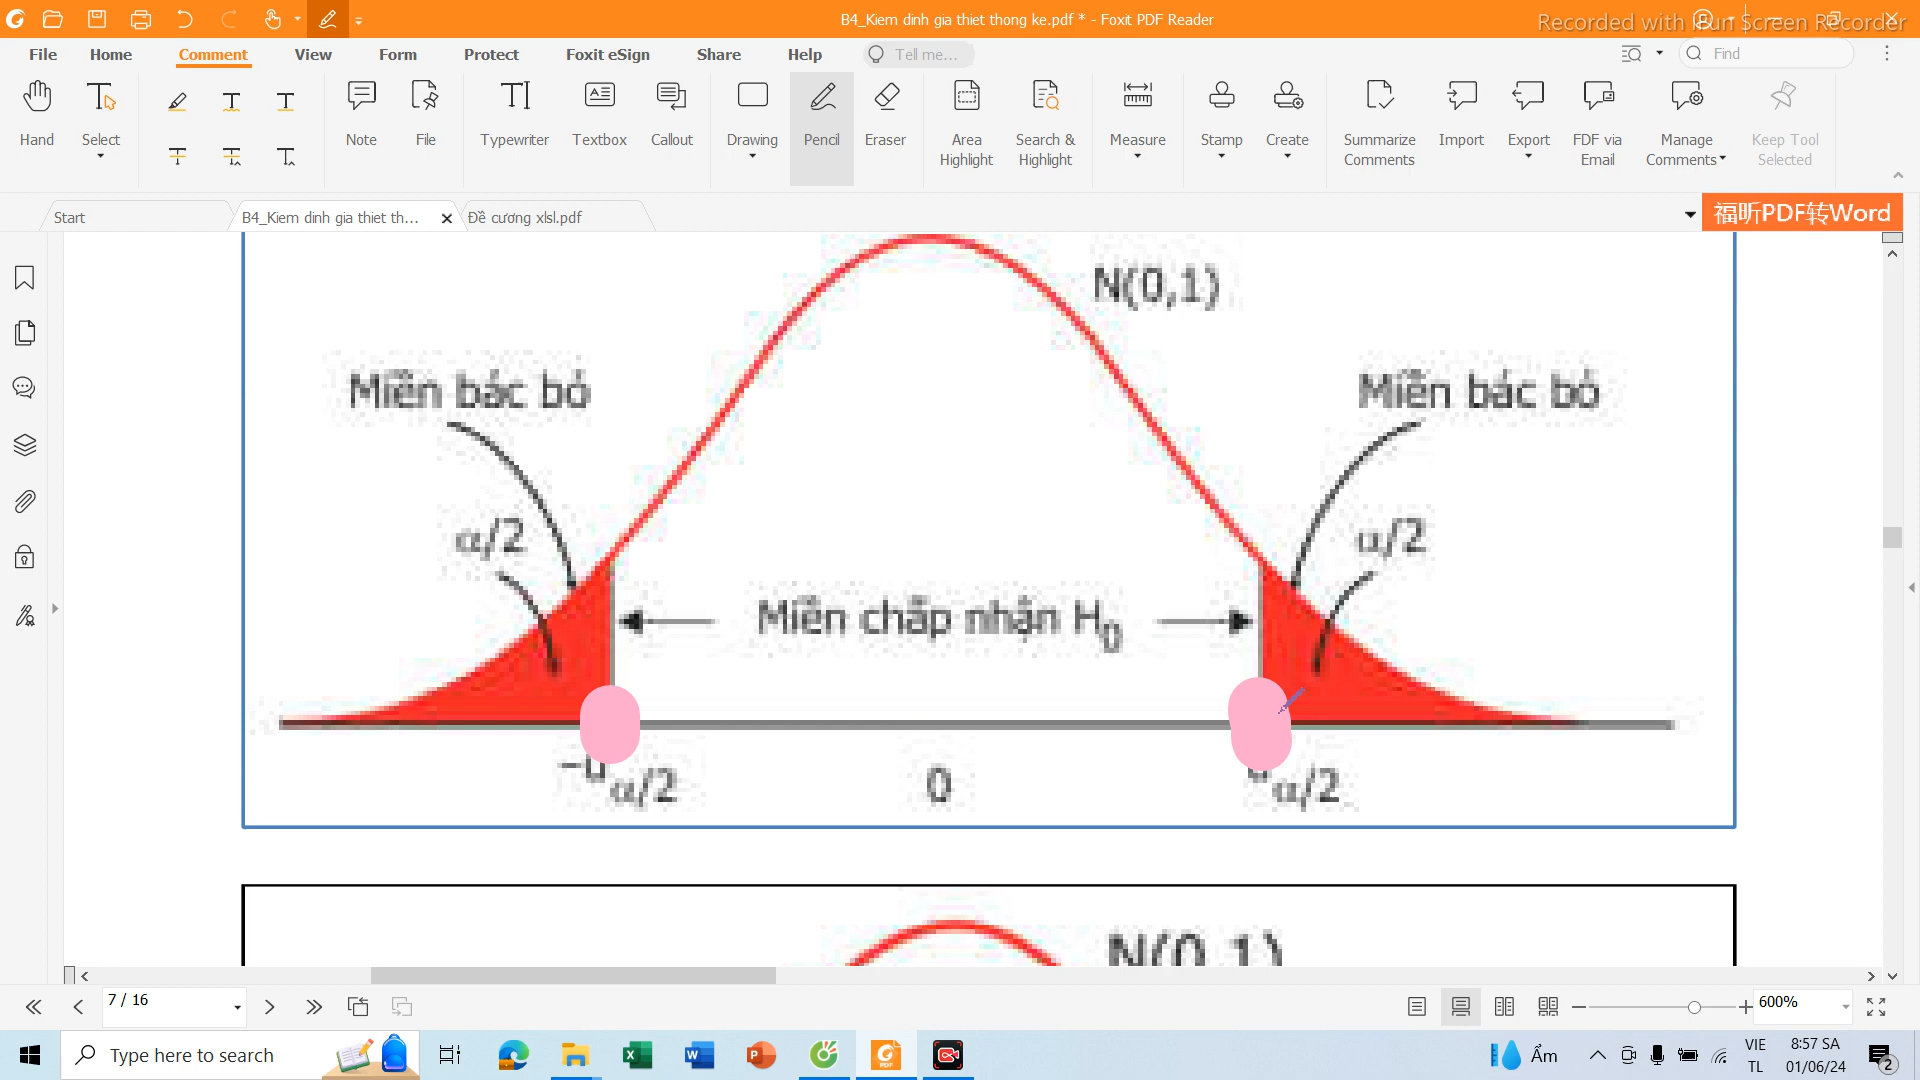 B4_Kiem dinh gia thiet thong ke.pdf * - Foxit PDF Reader
Recorded with iFun Screen Recorder
File Home Comment View Form Protect Foxit eSign Share Help Tell me... Find
Hand Select Note File Typewriter Textbox Callout Drawing Pencil Eraser Area Highlight Search & Highlight Measure Stamp Create Summarize Comments Import Export FDF via Email Manage Comments Keep Tool Selected
Start B4_Kiem dinh gia thiet th... Đề cương xlsl.pdf 福昕PDF转Word
N(0,1)
Miền bác bỏ Miền bác bỏ
α/2 α/2
Miền chấp nhận H0
-uα/2 0 uα/2
N(0,1)
7 / 16 600%
Type here to search Ẩm VIE 8:57 SA
TL 01/06/24 2